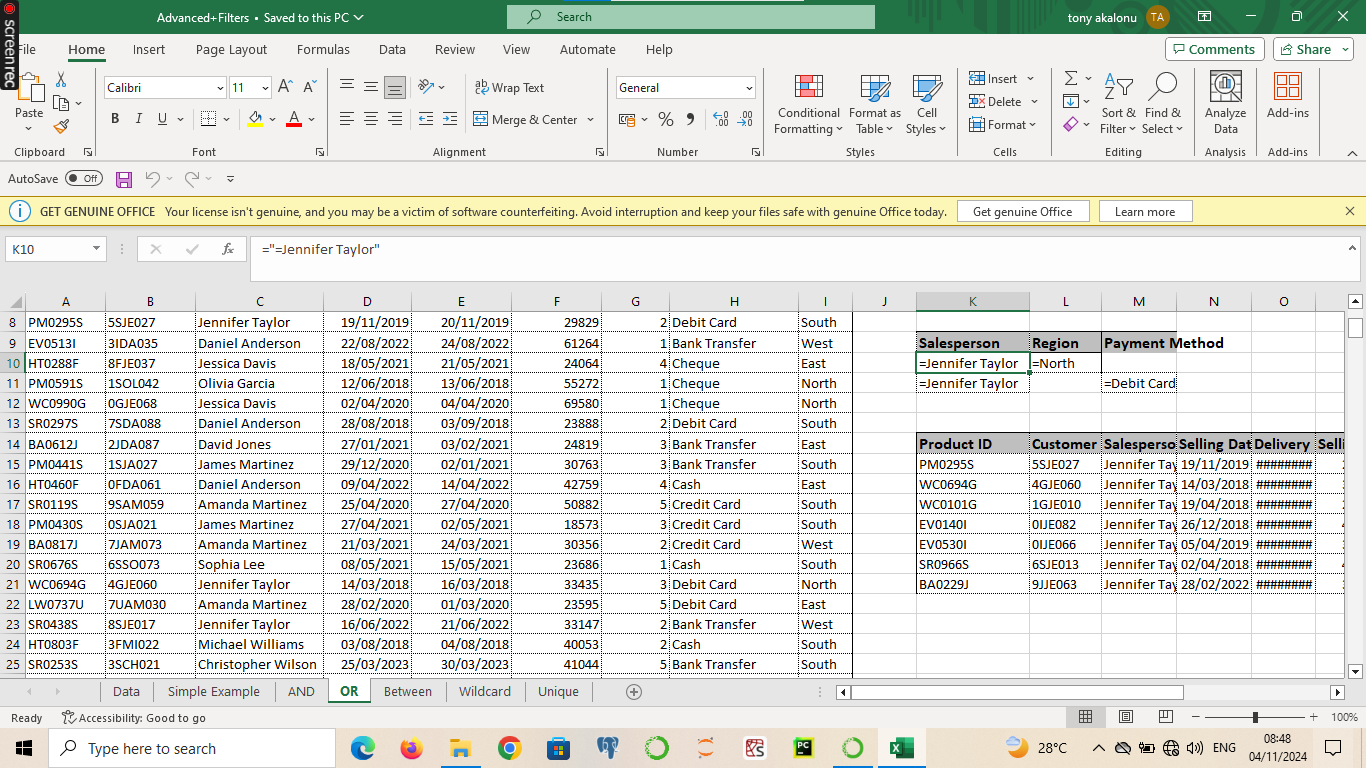 screenrec
Advanced+Filters • Saved to this PC
Search
tony akalonu TA
File Home Insert Page Layout Formulas Data Review View Automate Help Comments Share
Paste
Calibri 11
B I U
Wrap Text
Merge & Center
General
Conditional Formatting
Format as Table
Cell Styles
Insert
Delete
Format
Sort & Filter
Find & Select
Analyze Data
Add-ins
Clipboard Font Alignment Number Styles Cells Editing Analysis Add-ins
AutoSave Off
GET GENUINE OFFICE Your license isn't genuine, and you may be a victim of software counterfeiting. Avoid interruption and keep your files safe with genuine Office today. Get genuine Office Learn more
K10 fx ="=Jennifer Taylor"
A B C D E F G H I J K L M N O
8 PM0295S 5SJE027 Jennifer Taylor 19/11/2019 20/11/2019 29829 2 Debit Card South
9 EV0513I 3IDA035 Daniel Anderson 22/08/2022 24/08/2022 61264 1 Bank Transfer West Salesperson Region Payment Method
10 HT0288F 8FJE037 Jessica Davis 18/05/2021 21/05/2021 24064 4 Cheque East =Jennifer Taylor =North
11 PM0591S 1SOL042 Olivia Garcia 12/06/2018 13/06/2018 55272 1 Cheque North =Jennifer Taylor =Debit Card
12 WC0990G 0GJE068 Jessica Davis 02/04/2020 04/04/2020 69580 1 Cheque North
13 SR0297S 7SDA088 Daniel Anderson 28/08/2018 03/09/2018 23888 2 Debit Card South
14 BA0612J 2JDA087 David Jones 27/01/2021 03/02/2021 24819 3 Bank Transfer East Product ID Customer Salesperso Selling Dat Delivery Selli
15 PM0441S 1SJA027 James Martinez 29/12/2020 02/01/2021 30763 3 Bank Transfer South PM0295S 5SJE027 Jennifer Tay 19/11/2019 ########
16 HT0460F 0FDA061 Daniel Anderson 09/04/2022 14/04/2022 42759 4 Cash East WC0694G 4GJE060 Jennifer Tay 14/03/2018 ########
17 SR0119S 9SAM059 Amanda Martinez 25/04/2020 27/04/2020 50882 5 Credit Card South WC0101G 1GJE010 Jennifer Tay 19/04/2018 ########
18 PM0430S 0SJA021 James Martinez 27/04/2021 02/05/2021 18573 3 Credit Card South EV0140I 0IJE082 Jennifer Tay 26/12/2018 ########
19 BA0817J 7JAM073 Amanda Martinez 21/03/2021 24/03/2021 30356 2 Credit Card West EV0530I 0IJE066 Jennifer Tay 05/04/2019 ########
20 SR0676S 6SSO073 Sophia Lee 08/05/2021 15/05/2021 23686 1 Cash South SR0966S 6SJE013 Jennifer Tay 02/04/2018 ########
21 WC0694G 4GJE060 Jennifer Taylor 14/03/2018 16/03/2018 33435 3 Debit Card North BA0229J 9JJE063 Jennifer Tay 28/02/2022 ########
22 LW0737U 7UAM030 Amanda Martinez 28/02/2020 01/03/2020 23595 5 Debit Card East
23 SR0438S 8SJE017 Jennifer Taylor 16/06/2022 21/06/2022 33147 2 Bank Transfer West
24 HT0803F 3FMI022 Michael Williams 03/08/2018 04/08/2018 40053 2 Cash South
25 SR0253S 3SCH021 Christopher Wilson 25/03/2023 30/03/2023 41044 5 Bank Transfer South
Data Simple Example AND OR Between Wildcard Unique
Ready Accessibility: Good to go 100%
Type here to search 28°C ENG 08:48
04/11/2024